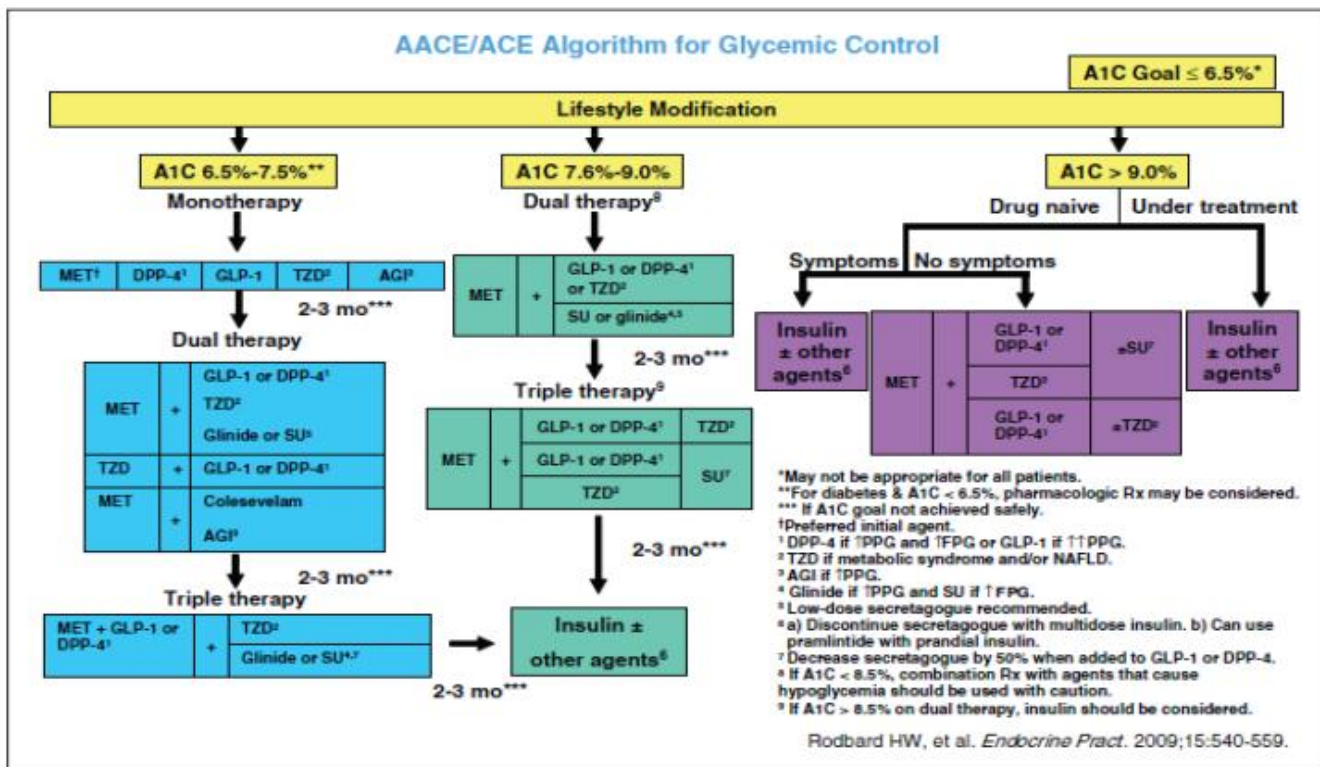 AACE/ACE Algorithm for Glycemic Control
A1C Goal ≤ 6.5%*
Lifestyle Modification
A1C 6.5%-7.5%**
Monotherapy
MET† DPP-4¹ GLP-1 TZD² AGI³
2-3 mo***
Dual therapy
MET + GLP-1 or DPP-4¹
TZD²
Glinide or SU⁵
TZD + GLP-1 or DPP-4¹
MET + Colesevelam
AGI³
2-3 mo***
Triple therapy
MET + GLP-1 or DPP-4¹ + TZD²
Glinide or SU⁴,⁷
2-3 mo***
A1C 7.6%-9.0%
Dual therapy⁸
MET + GLP-1 or DPP-4¹
or TZD²
SU or glinide⁴,⁵
2-3 mo***
Triple therapy⁹
MET + GLP-1 or DPP-4¹ TZD²
GLP-1 or DPP-4¹ SU⁷
TZD²
2-3 mo***
Insulin ±
other agents⁶
A1C > 9.0%
Drug naive Under treatment
Symptoms No symptoms
Insulin
± other
agents⁶
MET + GLP-1 or
DPP-4¹ ±SU⁷
TZD²
GLP-1 or
DPP-4¹ ±TZD²
Insulin
± other
agents⁶
*May not be appropriate for all patients.
**For diabetes & A1C < 6.5%, pharmacologic Rx may be considered.
*** If A1C goal not achieved safely.
†Preferred initial agent.
¹ DPP-4 if ↑PPG and ↑FPG or GLP-1 if ↑↑PPG.
² TZD if metabolic syndrome and/or NAFLD.
³ AGI if ↑PPG.
⁴ Glinide if ↑PPG and SU if ↑FPG.
⁵ Low-dose secretagogue recommended.
⁶ a) Discontinue secretagogue with multidose insulin. b) Can use
pramlintide with prandial insulin.
⁷ Decrease secretagogue by 50% when added to GLP-1 or DPP-4.
⁸ If A1C < 8.5%, combination Rx with agents that cause
hypoglycemia should be used with caution.
⁹ If A1C > 8.5% on dual therapy, insulin should be considered.
Rodbard HW, et al. Endocrine Pract. 2009;15:540-559.